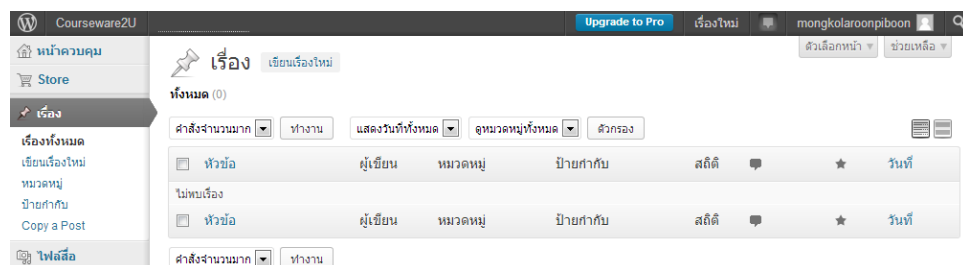 Courseware2U Upgrade to Pro เรื่องใหม่ mongkolaroonpiboon
ตัวเลือกหน้า ช่วยเหลือ
หน้าควบคุม
Store
เรื่อง
เรื่องทั้งหมด
เขียนเรื่องใหม่
หมวดหมู่
ป้ายกำกับ
Copy a Post
ไฟล์สื่อ
เรื่อง เขียนเรื่องใหม่
ทั้งหมด (0)
คำสั่งจำนวนมาก ทำงาน แสดงวันที่ทั้งหมด ดูหมวดหมู่ทั้งหมด ตัวกรอง
หัวข้อ ผู้เขียน หมวดหมู่ ป้ายกำกับ สถิติ วันที่
ไม่พบเรื่อง
หัวข้อ ผู้เขียน หมวดหมู่ ป้ายกำกับ สถิติ วันที่
คำสั่งจำนวนมาก ทำงาน